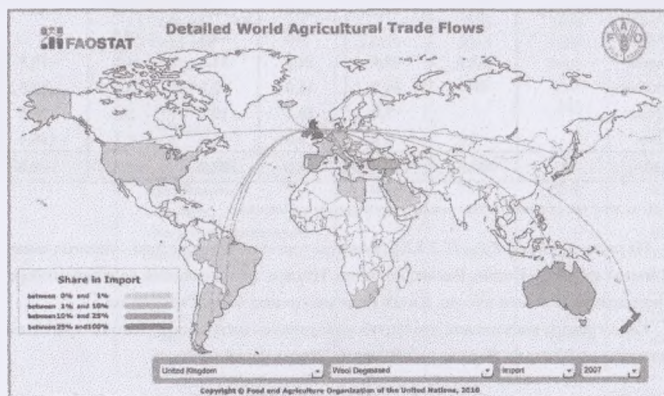 FAOSTAT
Detailed World Agricultural Trade Flows
FAO
Share in Import
between 0% and 1%
between 1% and 10%
between 10% and 25%
between 25% and 100%
United Kingdom
Wool Degreased
Import
2007
Copyright © Food and Agriculture Organization of the United Nations, 2010